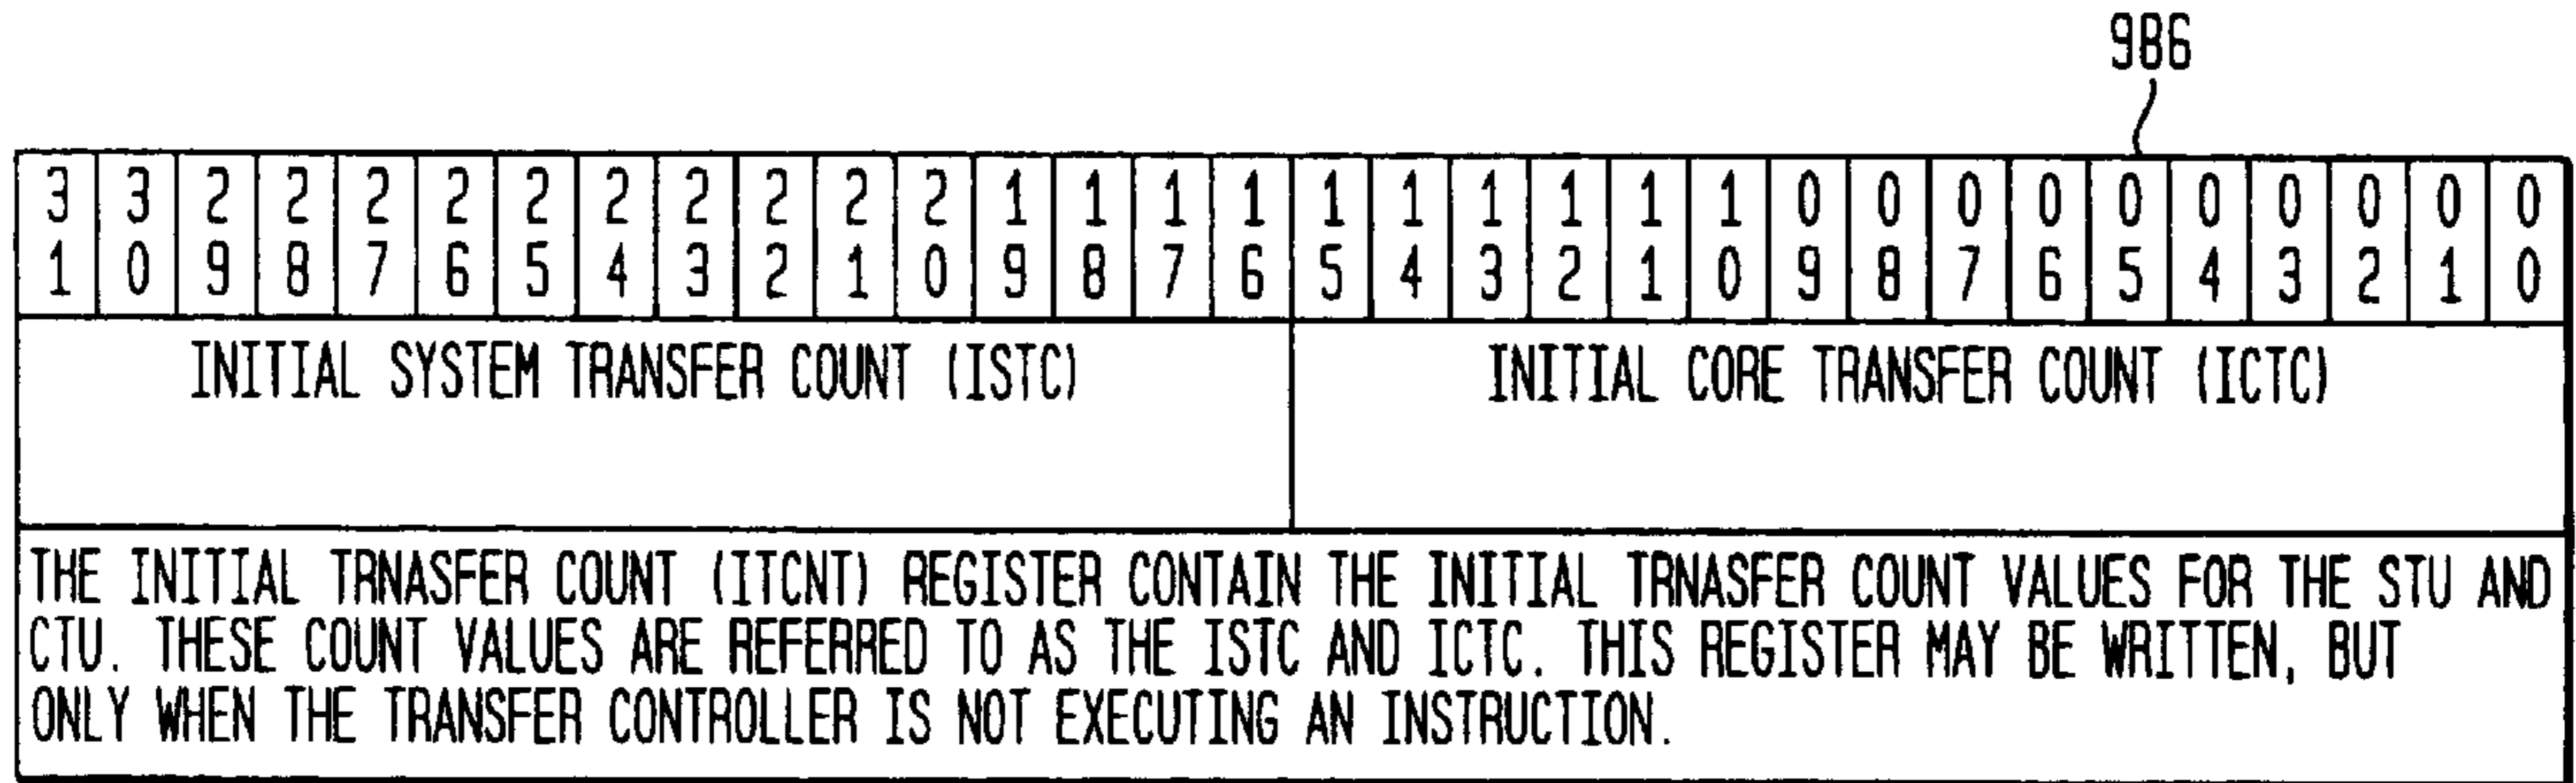 986
3 3 2 2 2 2 2 2 2 2 2 2 1 1 1 1 1 1 1 1 1 1 0 0 0 0 0 0 0 0 0 0
1 0 9 8 7 6 5 4 3 2 1 0 9 8 7 6 5 4 3 2 1 0 9 8 7 6 5 4 3 2 1 0
INITIAL SYSTEM TRANSFER COUNT (ISTC) INITIAL CORE TRANSFER COUNT (ICTC)
THE INITIAL TRNASFER COUNT (ITCNT) REGISTER CONTAIN THE INITIAL TRNASFER COUNT VALUES FOR THE STU AND
CTU. THESE COUNT VALUES ARE REFERRED TO AS THE ISTC AND ICTC. THIS REGISTER MAY BE WRITTEN, BUT
ONLY WHEN THE TRANSFER CONTROLLER IS NOT EXECUTING AN INSTRUCTION.